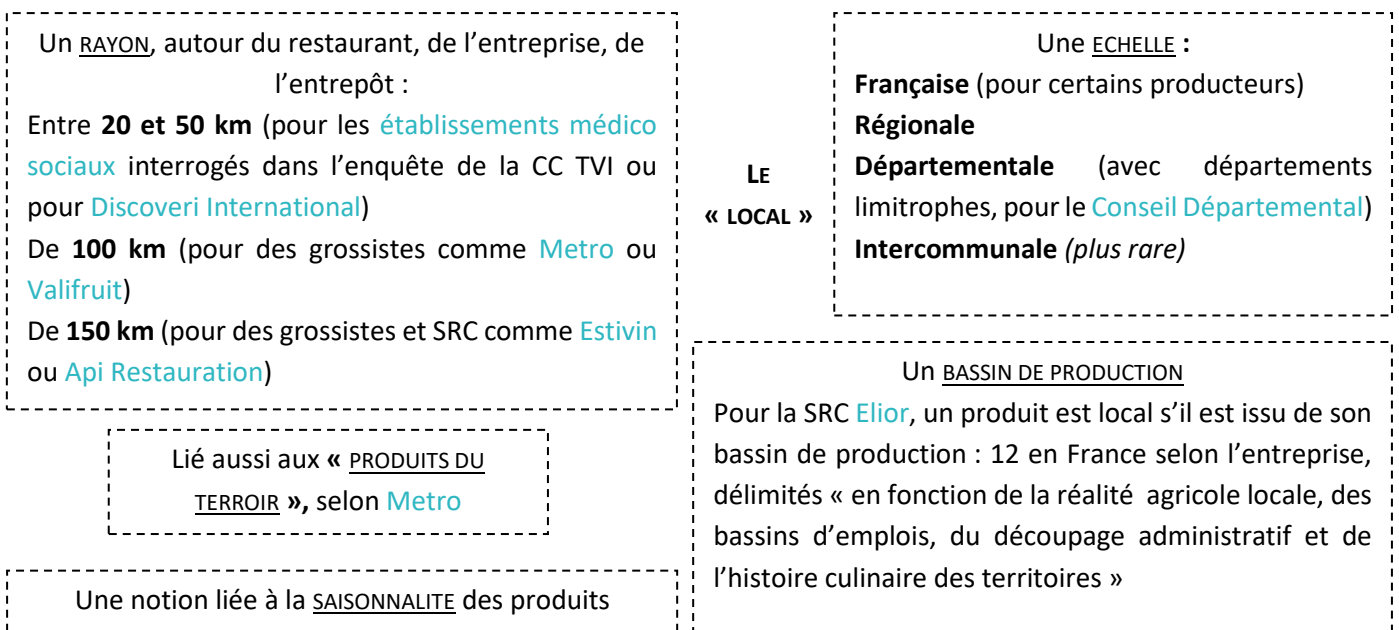 Un RAYON, autour du restaurant, de l’entreprise, de
l’entrepôt :
Entre 20 et 50 km (pour les établissements médico
sociaux interrogés dans l’enquête de la CC TVI ou
pour Discoveri International)
De 100 km (pour des grossistes comme Metro ou
Valifruit)
De 150 km (pour des grossistes et SRC comme Estivin
ou Api Restauration)
LE
« LOCAL »
Une ECHELLE :
Française (pour certains producteurs)
Régionale
Départementale (avec départements
limitrophes, pour le Conseil Départemental)
Intercommunale (plus rare)
Lié aussi aux « PRODUITS DU
TERROIR », selon Metro
Un BASSIN DE PRODUCTION
Pour la SRC Elior, un produit est local s’il est issu de son
bassin de production : 12 en France selon l’entreprise,
délimités « en fonction de la réalité agricole locale, des
bassins d’emplois, du découpage administratif et de
l’histoire culinaire des territoires »
Une notion liée à la SAISONNALITE des produits